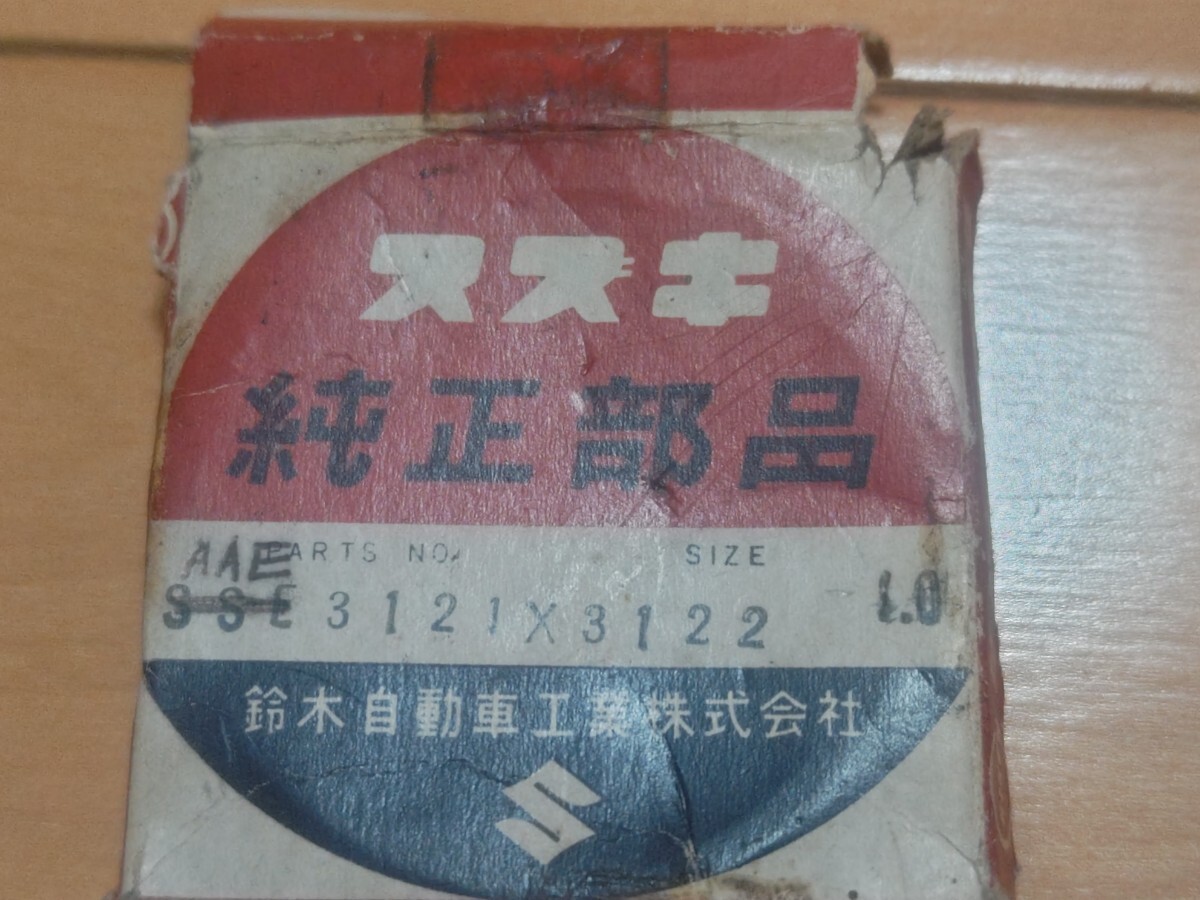 スズキ
純正部品
PARTS NO. SIZE
AAE
SSE 3121X3122 1.0
鈴木自動車工業株式会社